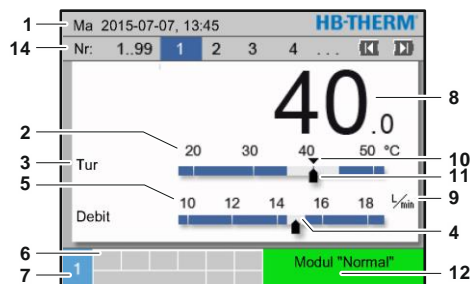 1 Ma 2015-07-07, 13:45 HB-THERM
14 Nr: 1..99 1 2 3 4 ...
40.0 8
2 20 30 40 50 °C 10
3 Tur 11
5 10 12 14 16 18 L/min 9
Debit 4
6
7 1 Modul "Normal" 12